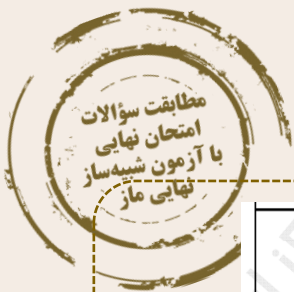 مطابقت سؤالات
امتحان نهایی
با آزمون شبیه‌ساز
نهایی ماز